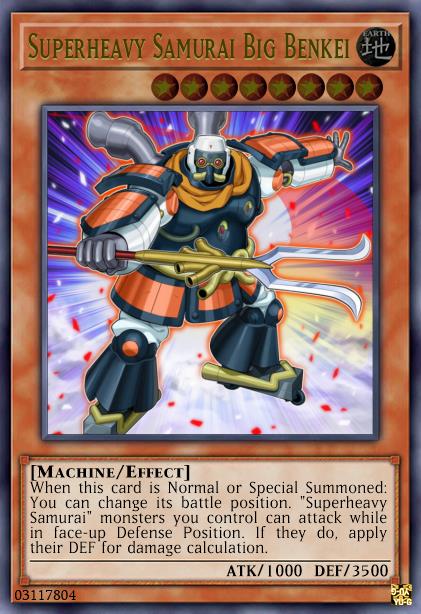 Superheavy Samurai Big Benkei
EARTH
地
[Machine/Effect]
When this card is Normal or Special Summoned:
You can change its battle position. "Superheavy
Samurai" monsters you control can attack while
in face-up Defense Position. If they do, apply
their DEF for damage calculation.
ATK/1000 DEF/3500
03117804